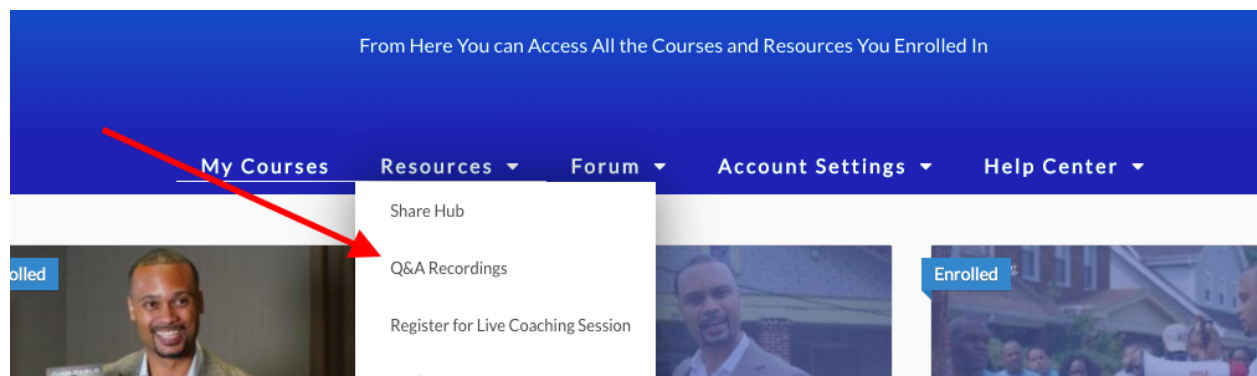 From Here You can Access All the Courses and Resources You Enrolled In
My Courses Resources Forum Account Settings Help Center
Share Hub
Q&A Recordings
olled
Enrolled
Register for Live Coaching Session